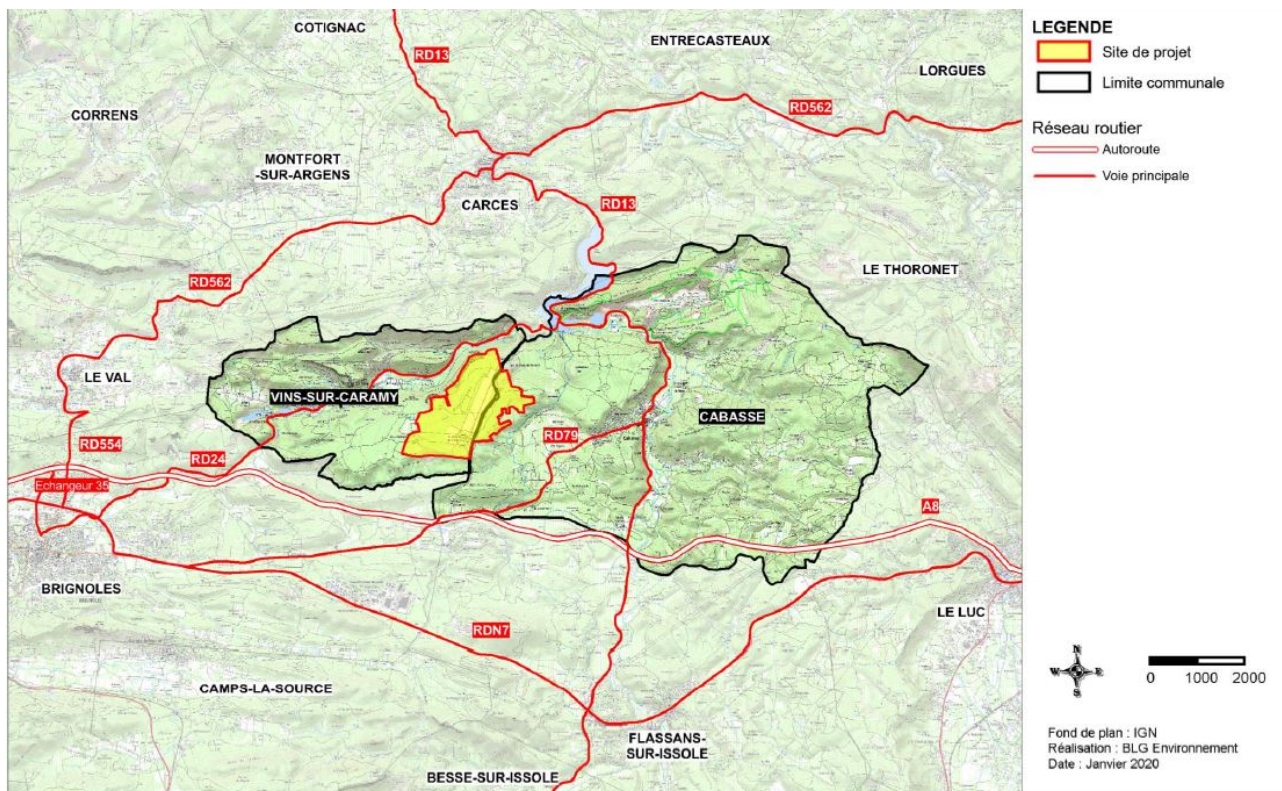 COTIGNAC
RD13
ENTRECASTEAUX
LORGUES
CORRENS
RD562
MONTFORT
-SUR-ARGENS
CARCES
RD13
LE THORONET
RD562
LE VAL
VINS-SUR-CARAMY
CABASSE
RD79
RD554
RD24
Echangeur 35
A8
BRIGNOLES
LE LUC
RDN7
CAMPS-LA-SOURCE
FLASSANS-
SUR-ISSOLE
BESSE-SUR-ISSOLE
LEGENDE
Site de projet
Limite communale
Réseau routier
Autoroute
Voie principale
N
W E
S
0 1000 2000
Fond de plan : IGN
Réalisation : BLG Environnement
Date : Janvier 2020